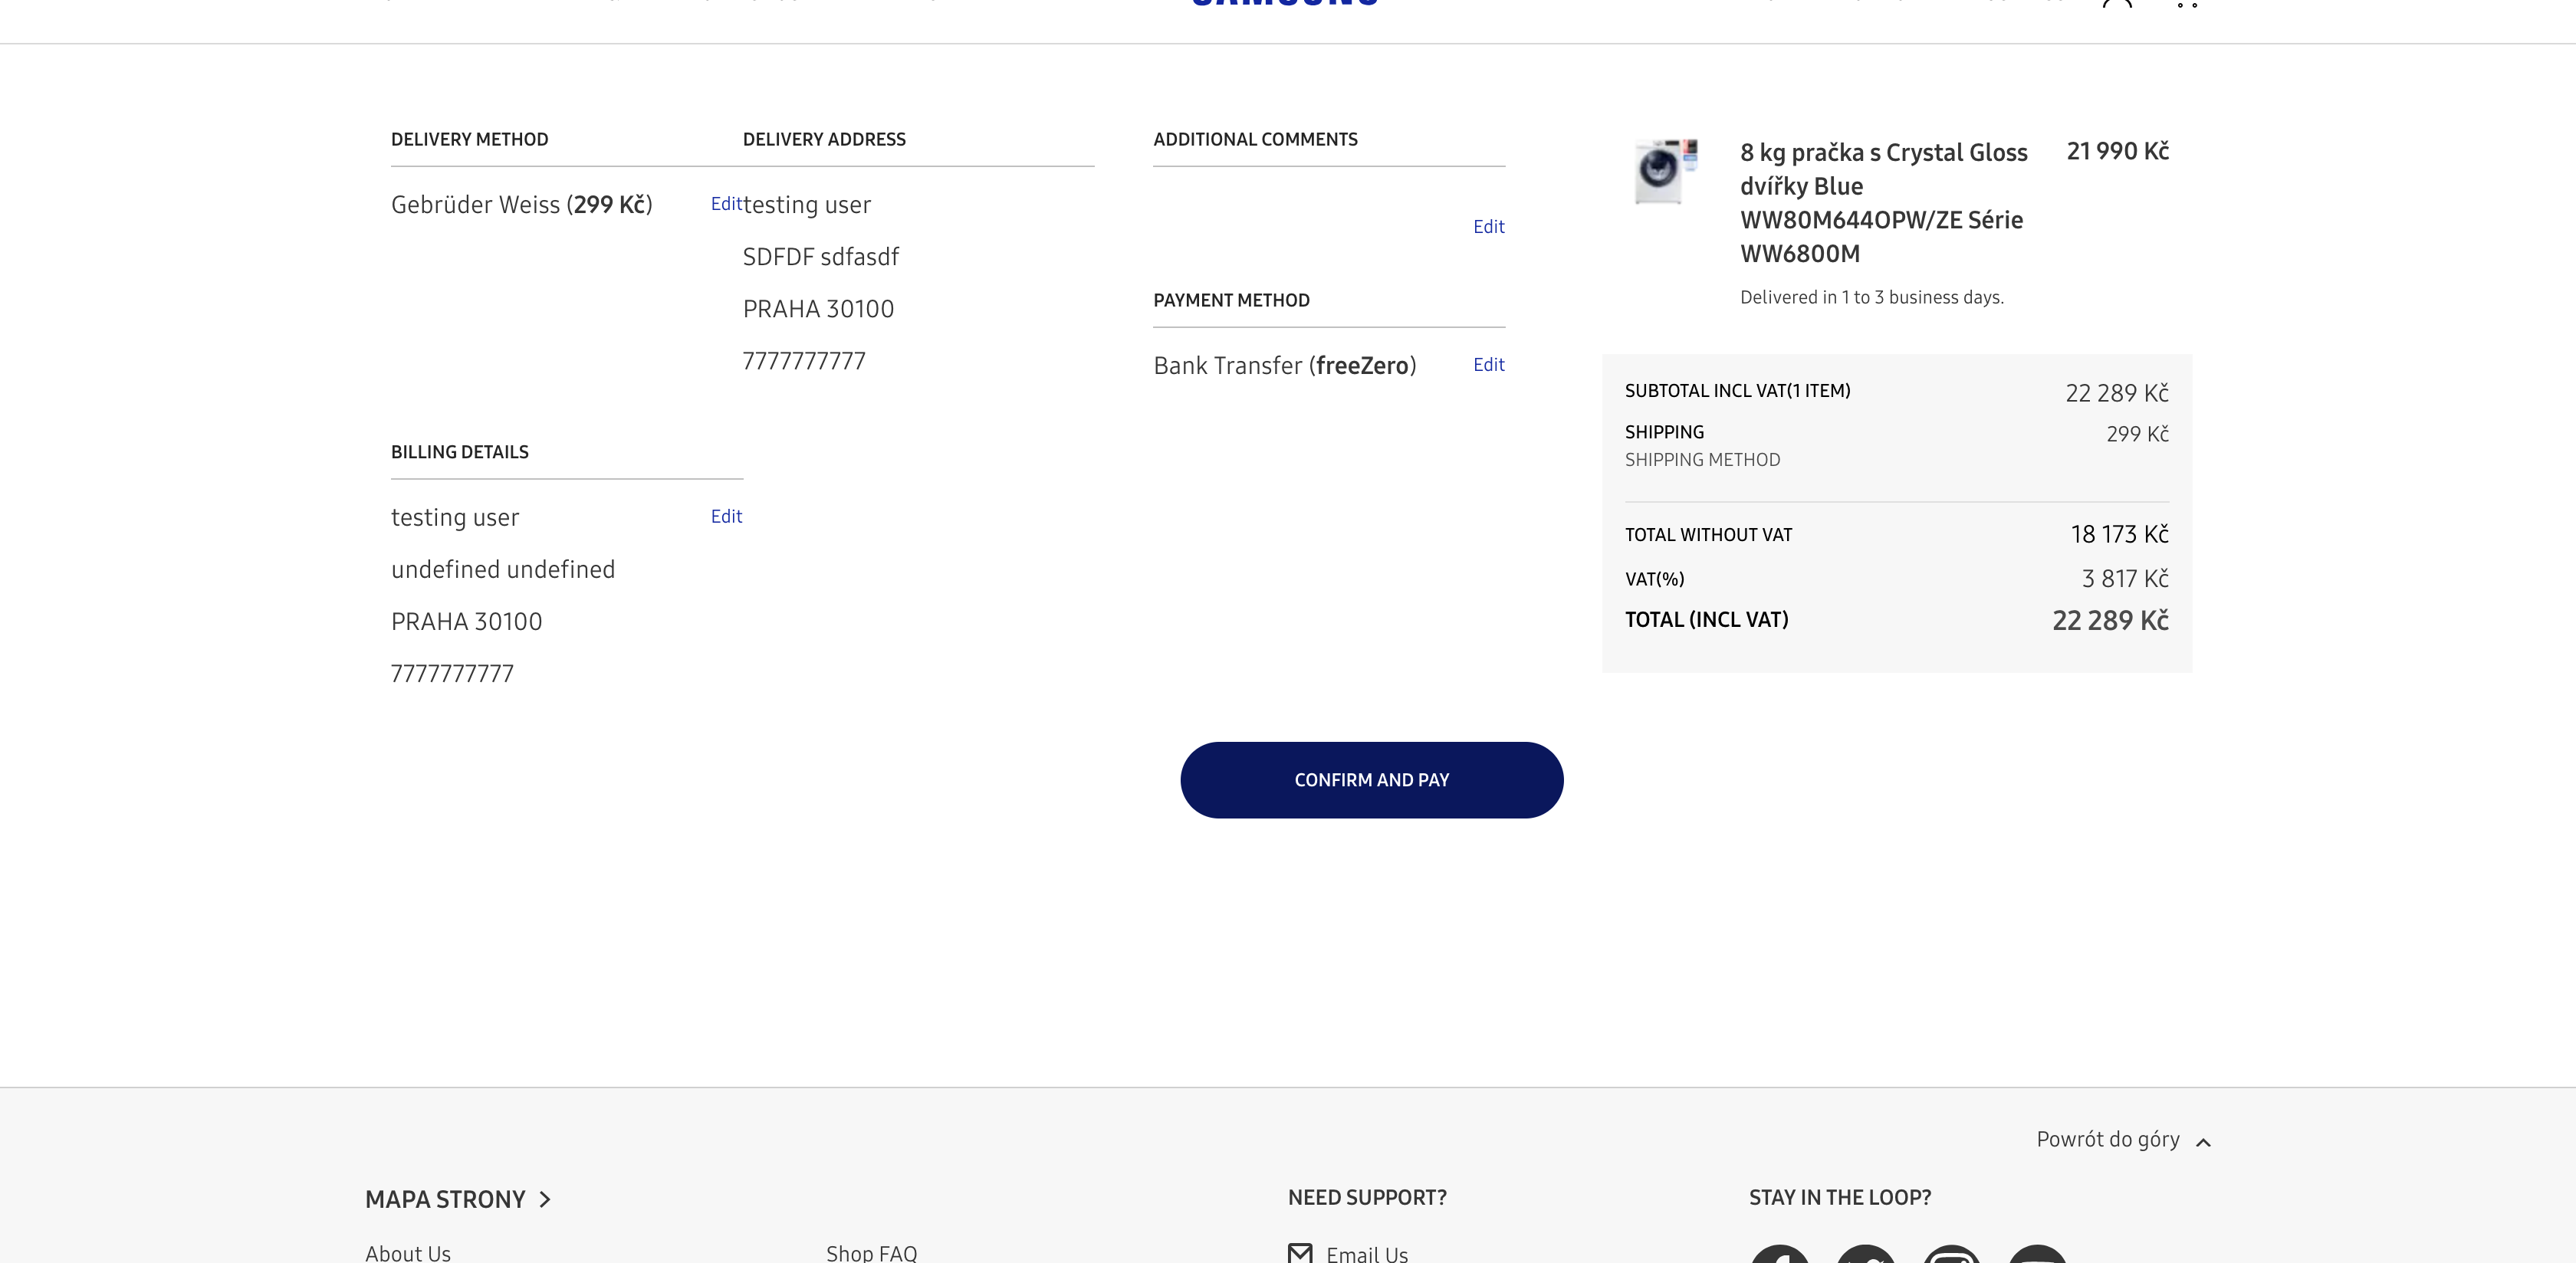 DELIVERY METHOD
Gebrüder Weiss (299 Kč)
Edit
DELIVERY ADDRESS
testing user
SDFDF sdfasdf
PRAHA 30100
7777777777
BILLING DETAILS
testing user
Edit
undefined undefined
PRAHA 30100
7777777777
ADDITIONAL COMMENTS
Edit
PAYMENT METHOD
Bank Transfer (freeZero)
Edit
8 kg pračka s Crystal Gloss
dvířky Blue
WW80M644OPW/ZE Série
WW6800M
21 990 Kč
Delivered in 1 to 3 business days.
SUBTOTAL INCL VAT(1 ITEM) 22 289 Kč
SHIPPING 299 Kč
SHIPPING METHOD
TOTAL WITHOUT VAT 18 173 Kč
VAT(%) 3 817 Kč
TOTAL (INCL VAT) 22 289 Kč
CONFIRM AND PAY
Powrót do góry
MAPA STRONY
NEED SUPPORT?
STAY IN THE LOOP?
About Us
Shop FAQ
Email Us